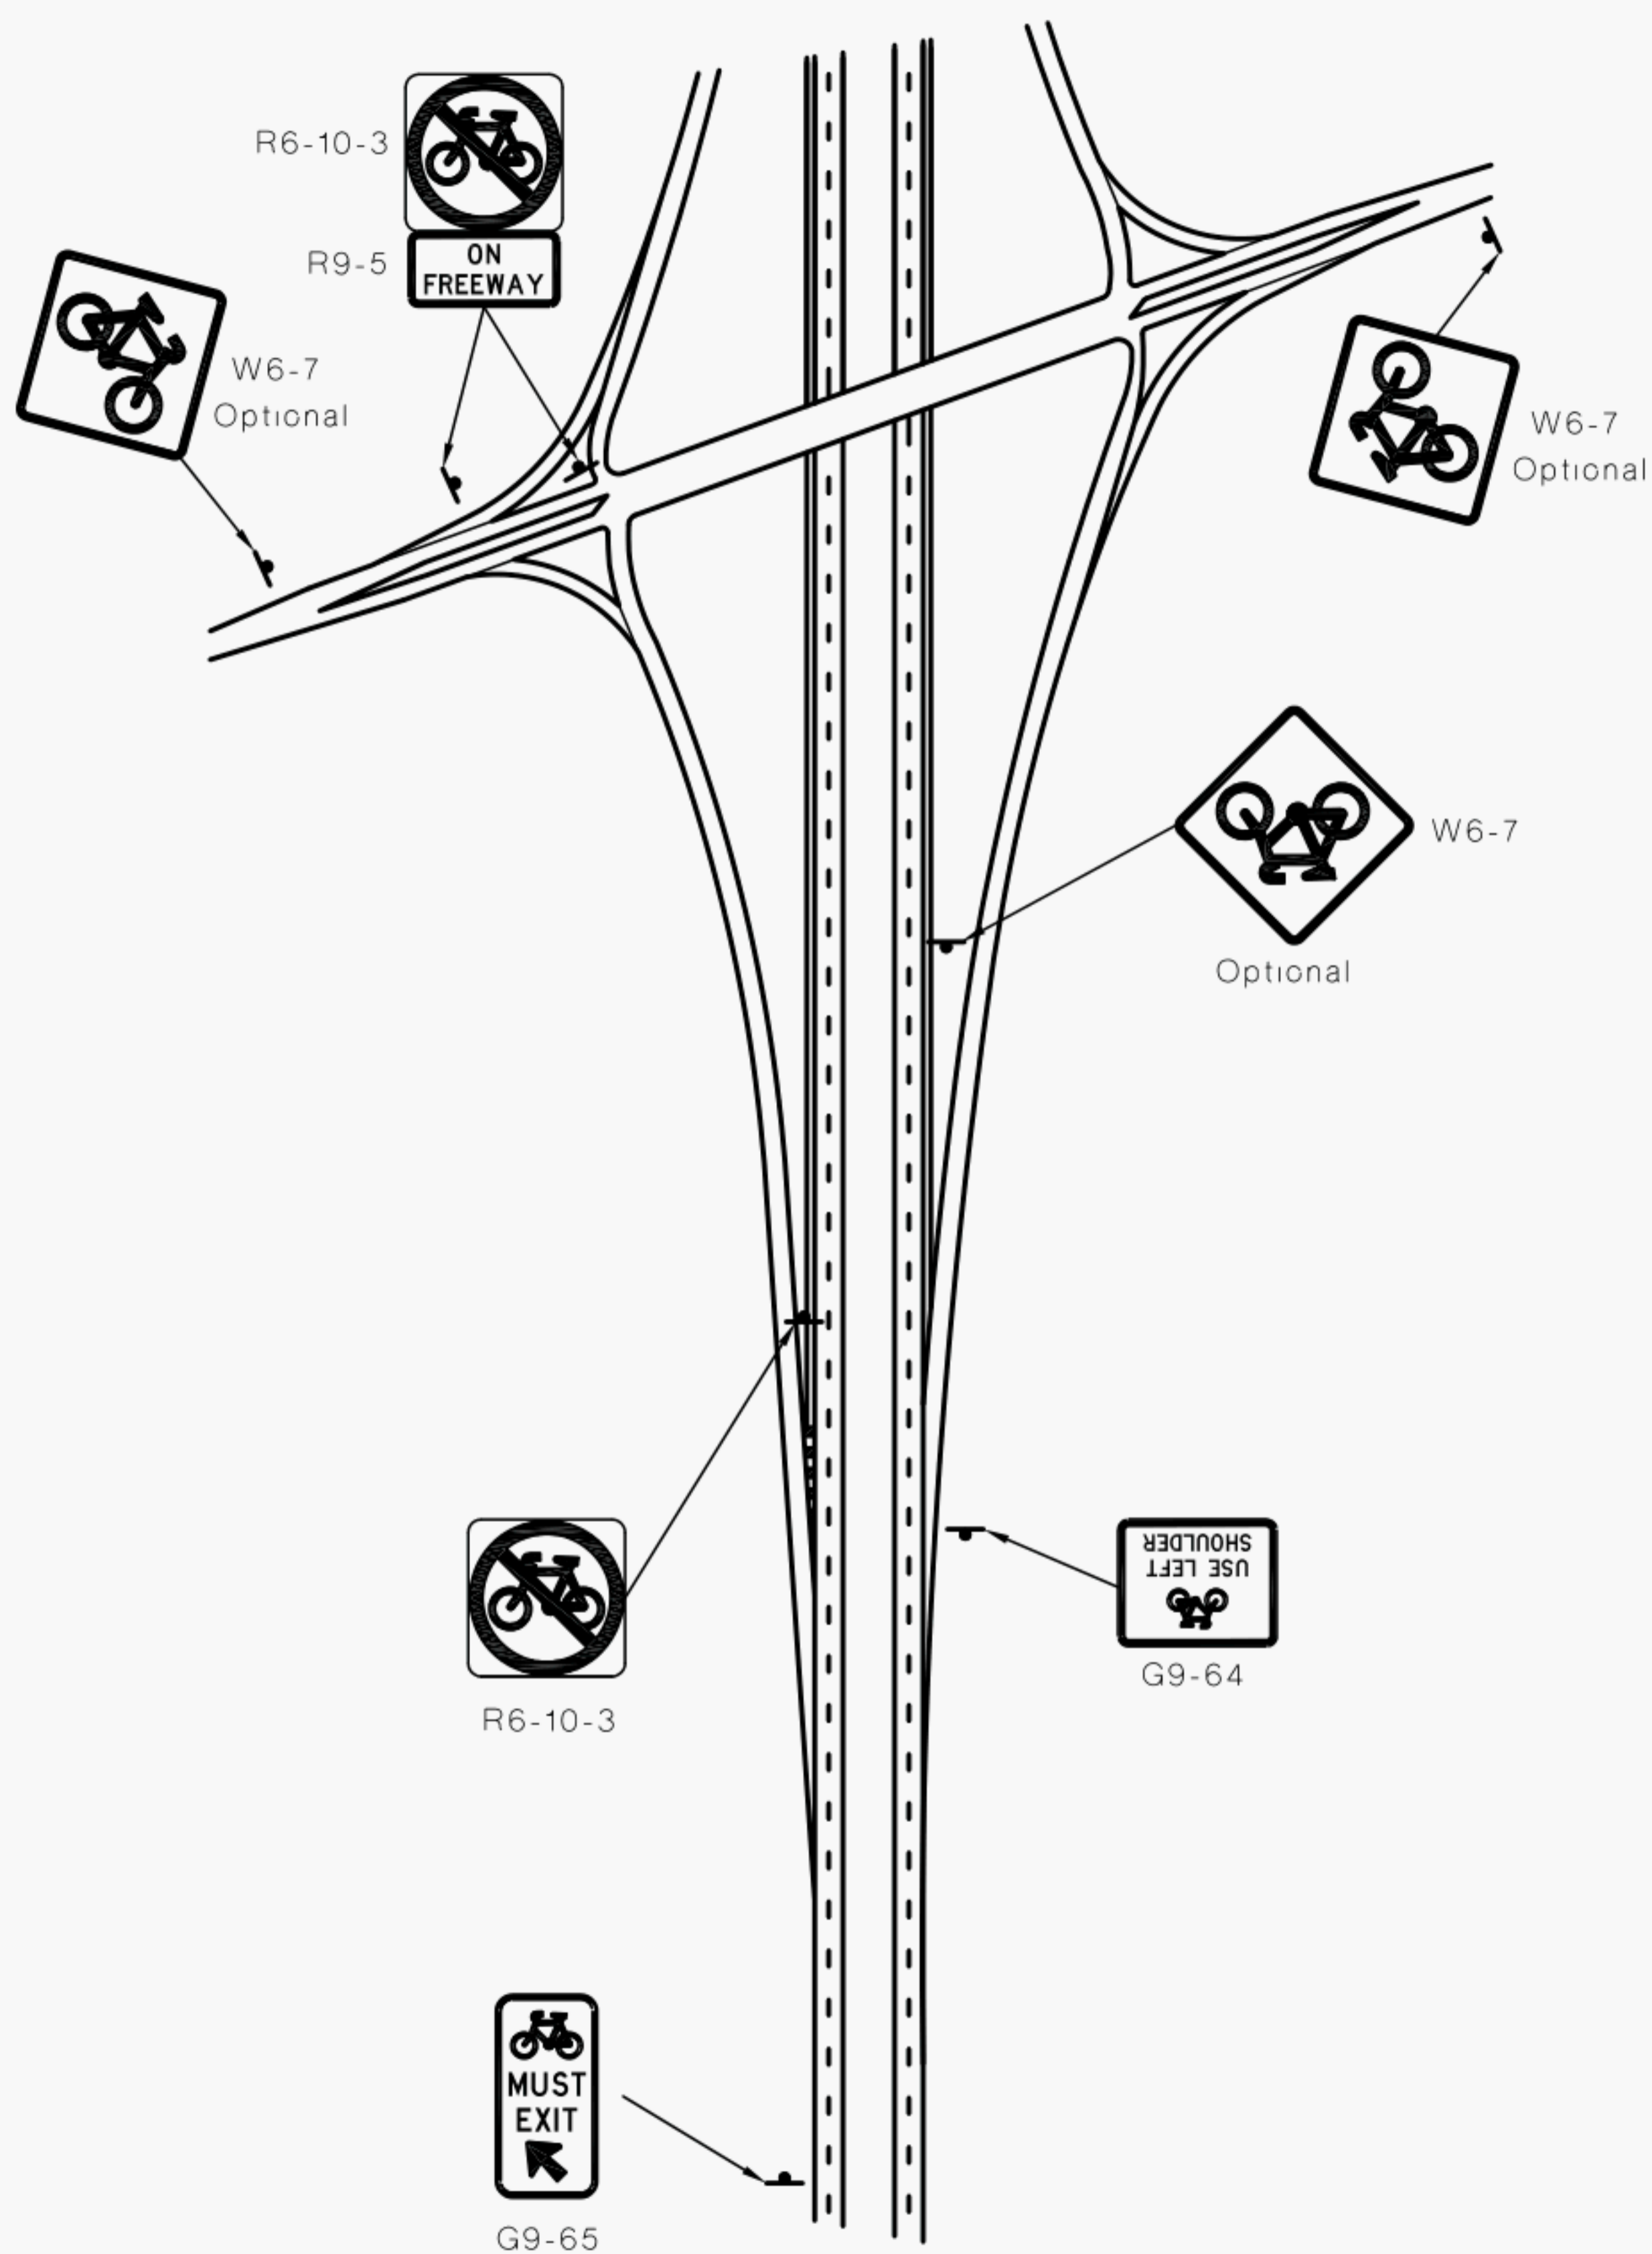 R6-10-3
R9-5
ON
FREEWAY
W6-7
Optional
W6-7
Optional
W6-7
Optional
USE LEFT
SHOULDER
G9-64
R6-10-3
MUST
EXIT
G9-65